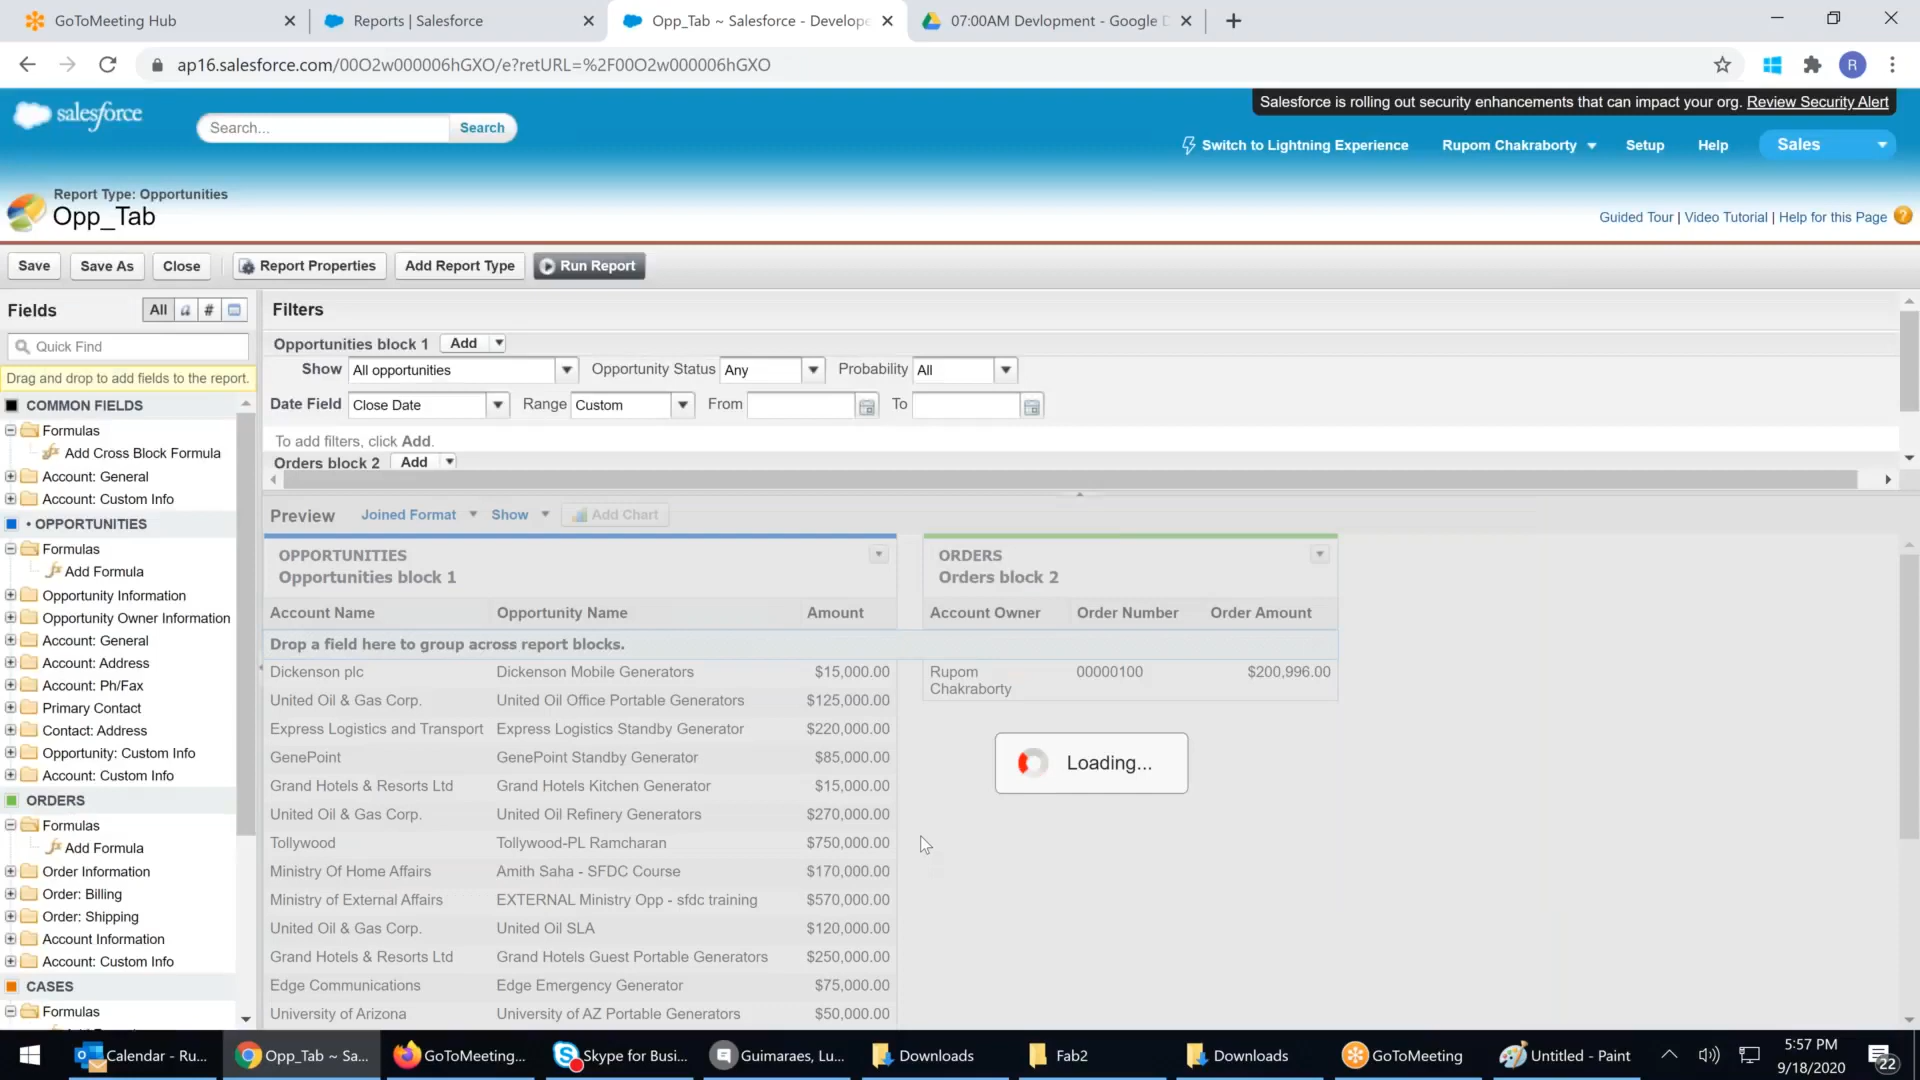 GoToMeeting Hub
Reports | Salesforce
Opp_Tab ~ Salesforce - Develope
07:00AM Devlopment - Google D
ap16.salesforce.com/00O2w000006hGXO/e?retURL=%2F00O2w000006hGXO
R
salesforce
Search...
Search
Salesforce is rolling out security enhancements that can impact your org. Review Security Alert
Switch to Lightning Experience
Rupom Chakraborty
Setup
Help
Sales
Report Type: Opportunities
Opp_Tab
Guided Tour | Video Tutorial | Help for this Page ?
Save
Save As
Close
Report Properties
Add Report Type
Run Report
Fields
All
a
#
Quick Find
Drag and drop to add fields to the report.
COMMON FIELDS
Formulas
Add Cross Block Formula
Account: General
Account: Custom Info
• OPPORTUNITIES
Formulas
Add Formula
Opportunity Information
Opportunity Owner Information
Account: General
Account: Address
Account: Ph/Fax
Primary Contact
Contact: Address
Opportunity: Custom Info
Account: Custom Info
ORDERS
Formulas
Add Formula
Order Information
Order: Billing
Order: Shipping
Account Information
Account: Custom Info
CASES
Formulas
Filters
Opportunities block 1 Add
Show All opportunities Opportunity Status Any Probability All
Date Field Close Date Range Custom From To
To add filters, click Add.
Orders block 2 Add
Preview Joined Format Show Add Chart
OPPORTUNITIES
Opportunities block 1
ORDERS
Orders block 2
Account Name Opportunity Name Amount Account Owner Order Number Order Amount
Drop a field here to group across report blocks.
Dickenson plc Dickenson Mobile Generators $15,000.00
United Oil & Gas Corp. United Oil Office Portable Generators $125,000.00
Express Logistics and Transport Express Logistics Standby Generator $220,000.00
GenePoint GenePoint Standby Generator $85,000.00
Grand Hotels & Resorts Ltd Grand Hotels Kitchen Generator $15,000.00
United Oil & Gas Corp. United Oil Refinery Generators $270,000.00
Tollywood Tollywood-PL Ramcharan $750,000.00
Ministry Of Home Affairs Amith Saha - SFDC Course $170,000.00
Ministry of External Affairs EXTERNAL Ministry Opp - sfdc training $570,000.00
United Oil & Gas Corp. United Oil SLA $120,000.00
Grand Hotels & Resorts Ltd Grand Hotels Guest Portable Generators $250,000.00
Edge Communications Edge Emergency Generator $75,000.00
University of Arizona University of AZ Portable Generators $50,000.00
Rupom 00000100 $200,996.00
Chakraborty
Loading...
Calendar - Ru...
Opp_Tab ~ Sa...
GoToMeeting...
Skype for Busi...
Guimaraes, Lu...
Downloads
Fab2
Downloads
GoToMeeting
Untitled - Paint
5:57 PM
9/18/2020
22